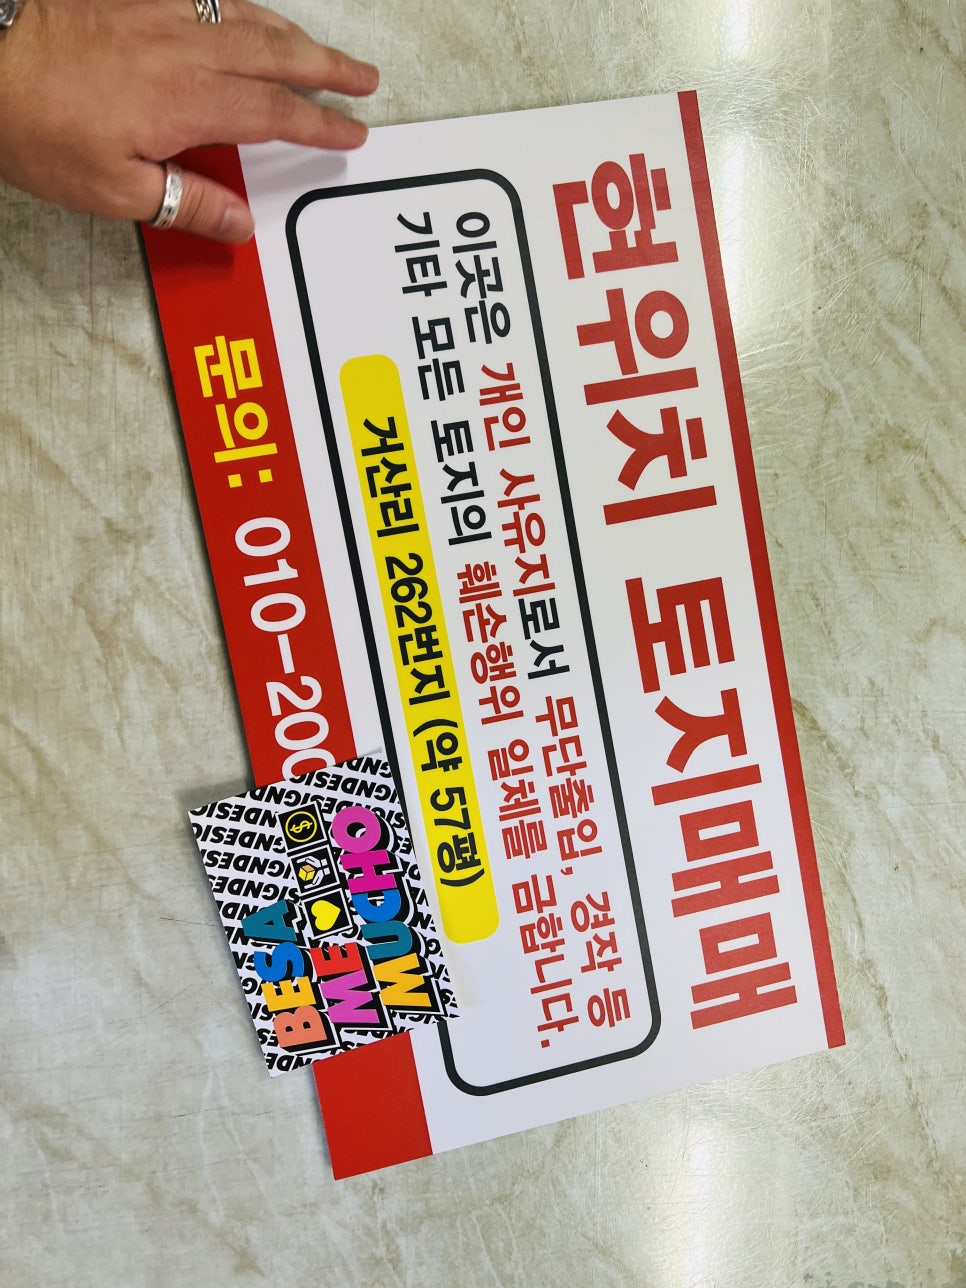 현위치 토지매매
이곳은 개인 사유지로서 무단출입, 경작 등
기타 모든 토지의 훼손행위 일체를 금합니다.
거산리 262번지 (약 57평)
문의: 010-200
BESA
ME
MUCHO